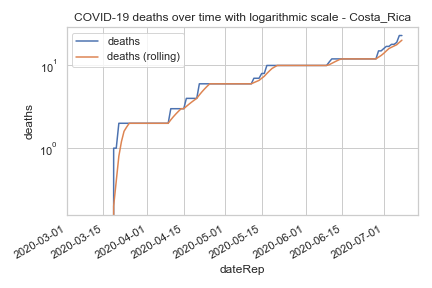 COVID-19 deaths over time with logarithmic scale - Costa_Rica
deaths
deaths (rolling)
10¹
10⁰
deaths
2020-03-01
2020-03-15
2020-04-01
2020-04-15
2020-05-01
2020-05-15
2020-06-01
2020-06-15
2020-07-01
dateRep